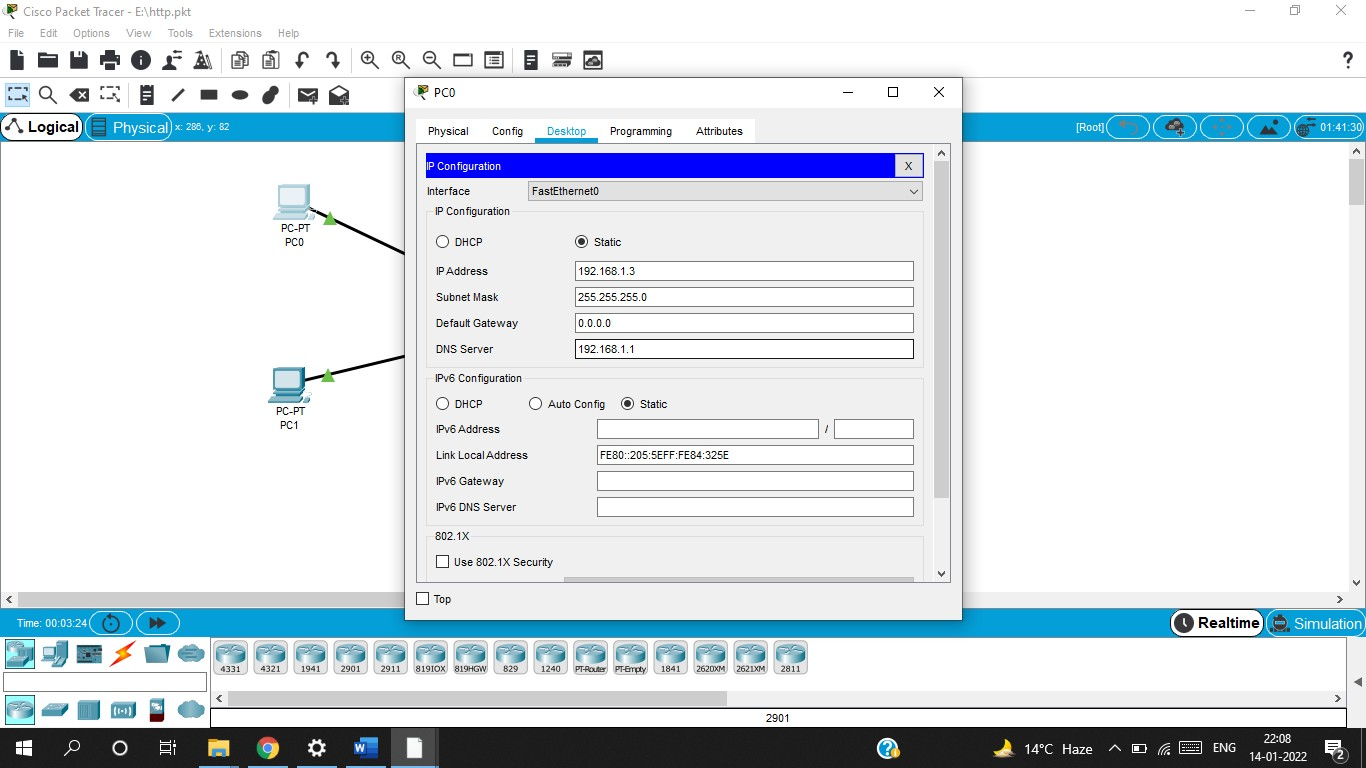 Cisco Packet Tracer - E:\http.pkt
File Edit Options View Tools Extensions Help
?
Logical Physical x: 286, y: 82 [Root] 01:41:30
PC-PT
PC0
PC-PT
PC1
PC0
Physical Config Desktop Programming Attributes
IP Configuration X
Interface FastEthernet0
IP Configuration
DHCP Static
IP Address 192.168.1.3
Subnet Mask 255.255.255.0
Default Gateway 0.0.0.0
DNS Server 192.168.1.1
IPv6 Configuration
DHCP Auto Config Static
IPv6 Address /
Link Local Address FE80::205:5EFF:FE84:325E
IPv6 Gateway
IPv6 DNS Server
802.1X
Use 802.1X Security
Top
Time: 00:03:24 Realtime Simulation
4331 4321 1941 2901 2911 819IOX 819HGW 829 1240 PT-Router PT-Empty 1841 2620XM 2621XM 2811
2901
14°C Haze ENG 22:08
14-01-2022 2